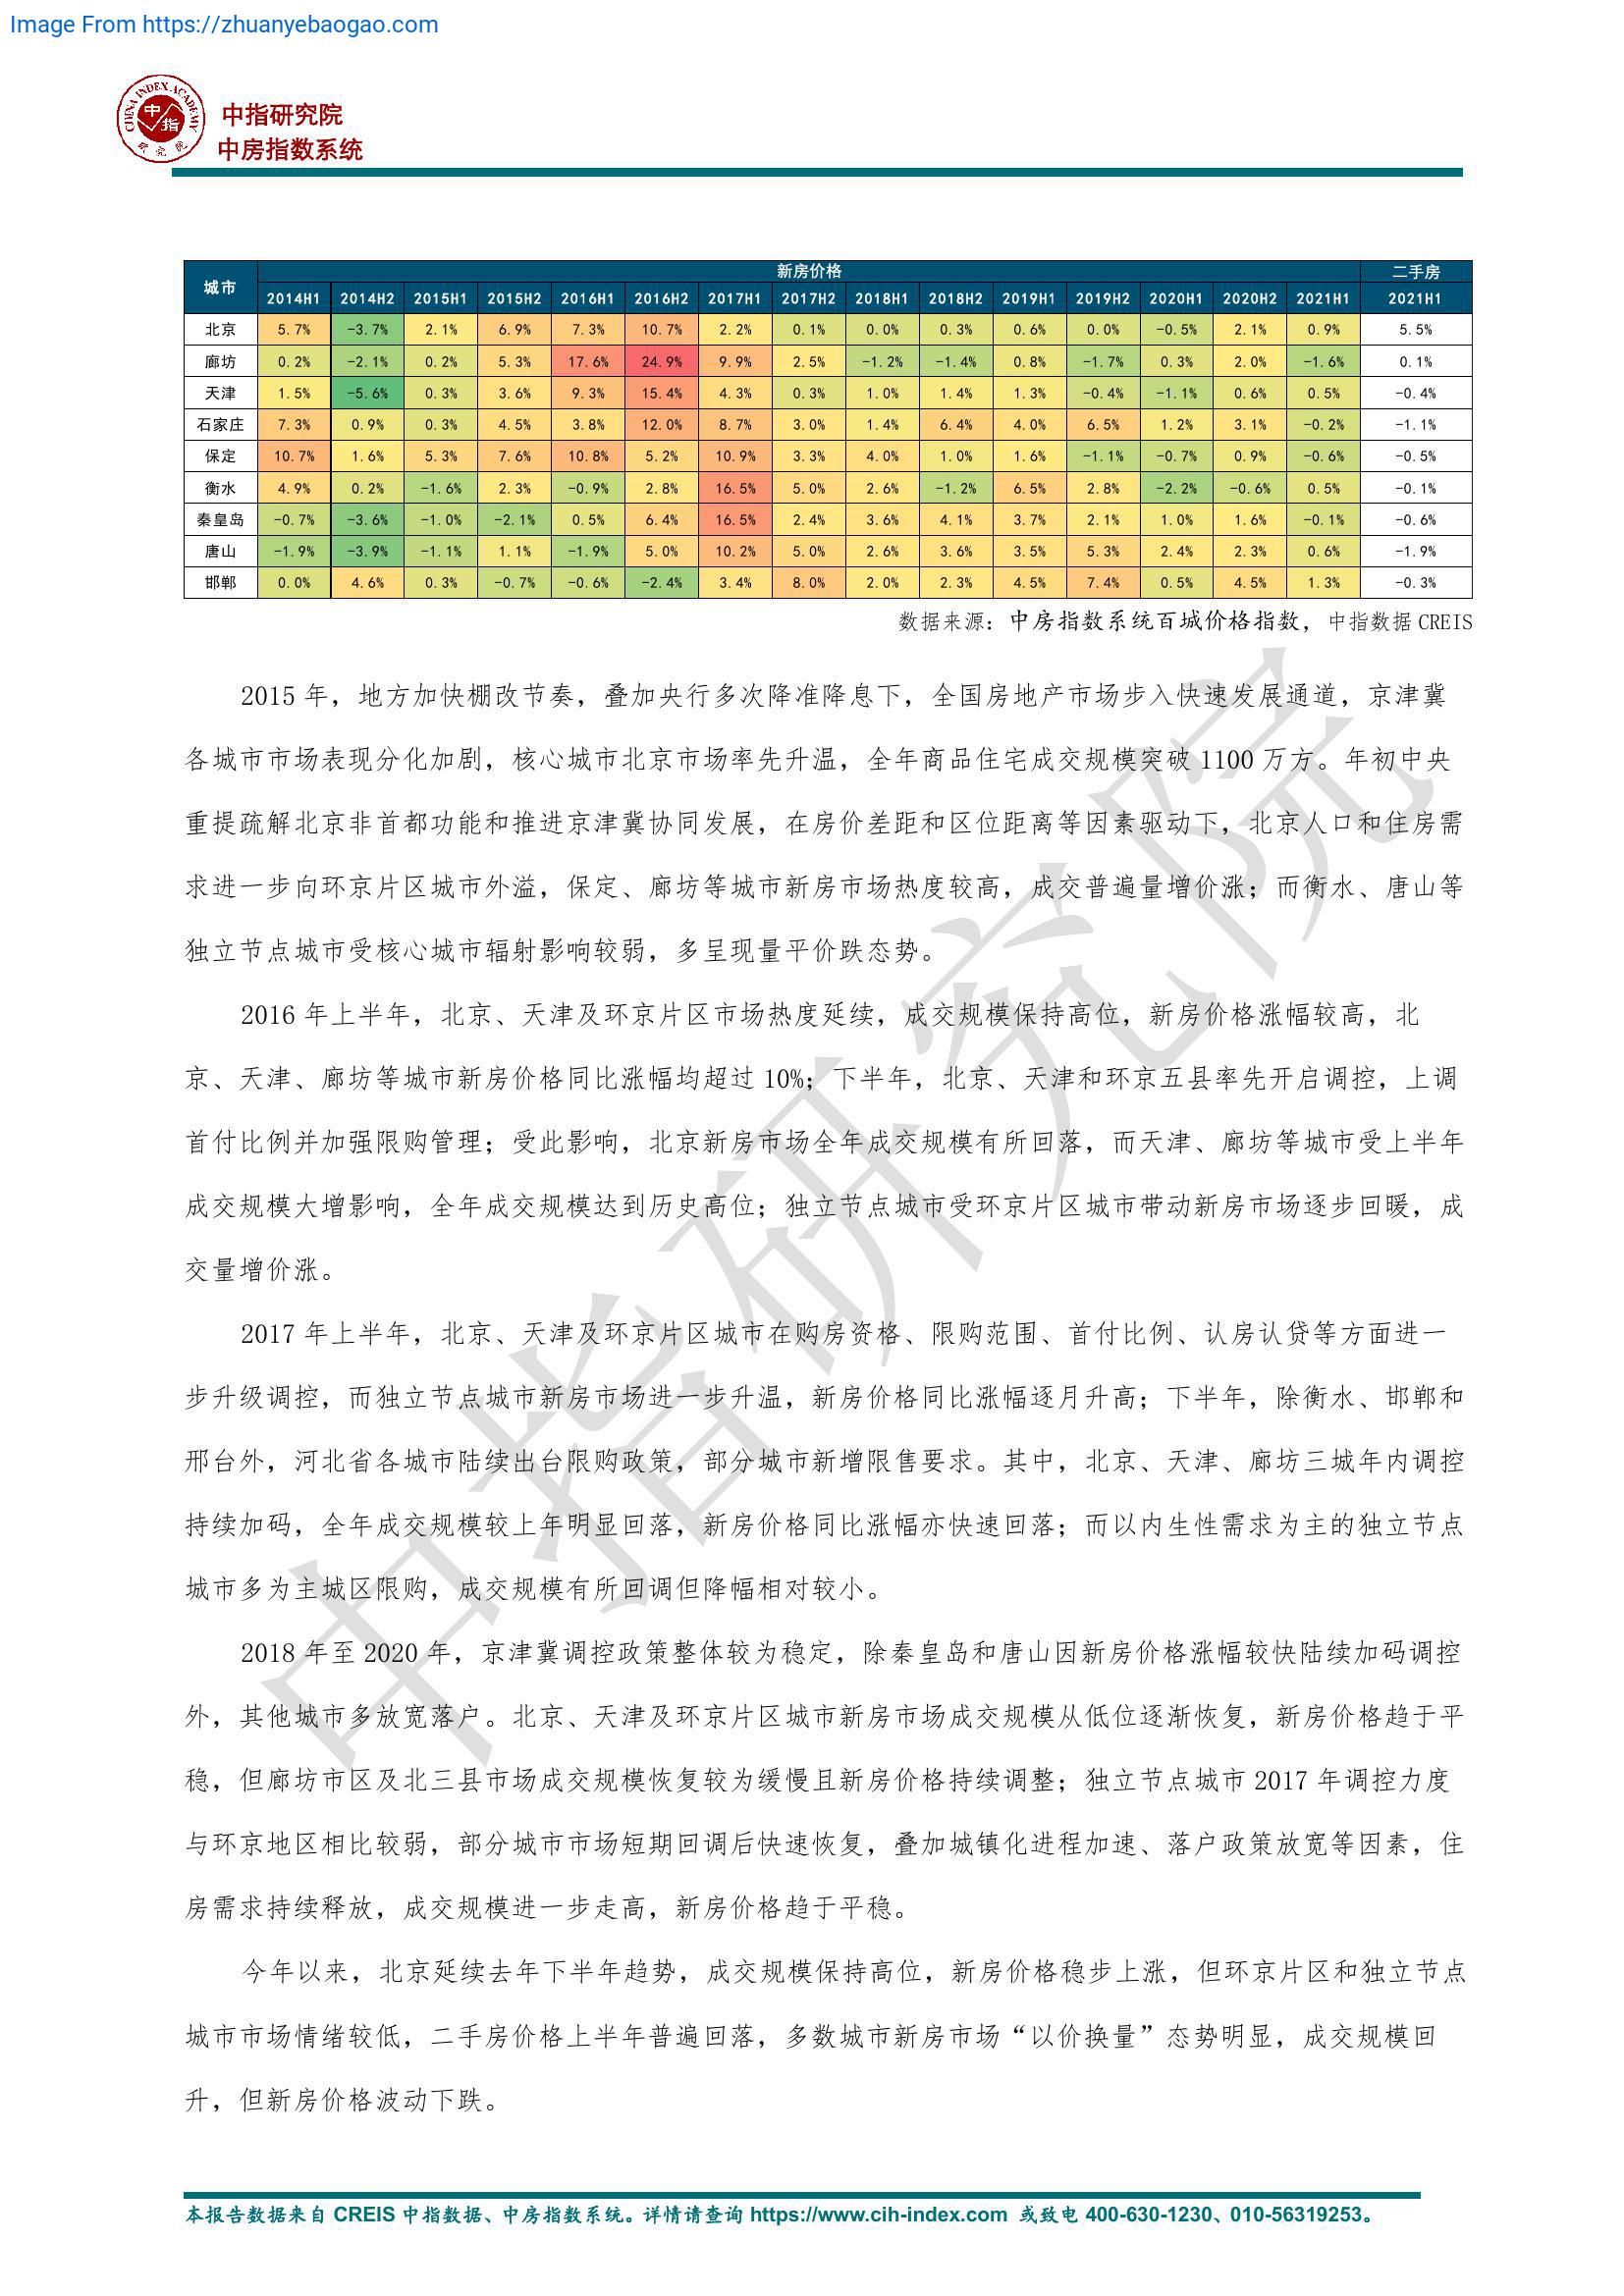 Image From https://zhuanyebaogao.com
CHINA INDEX ACADEMY
中指
研究院
中指研究院
中房指数系统
城市 新房价格 二手房
2014H1 2014H2 2015H1 2015H2 2016H1 2016H2 2017H1 2017H2 2018H1 2018H2 2019H1 2019H2 2020H1 2020H2 2021H1 2021H1
北京 5.7% -3.7% 2.1% 6.9% 7.3% 10.7% 2.2% 0.1% 0.0% 0.3% 0.6% 0.0% -0.5% 2.1% 0.9% 5.5%
廊坊 0.2% -2.1% 0.2% 5.3% 17.6% 24.9% 9.9% 2.5% -1.2% -1.4% 0.8% -1.7% 0.3% 2.0% -1.6% 0.1%
天津 1.5% -5.6% 0.3% 3.6% 9.3% 15.4% 4.3% 0.3% 1.0% 1.4% 1.3% -0.4% -1.1% 0.6% 0.5% -0.4%
石家庄 7.3% 0.9% 0.3% 4.5% 3.8% 12.0% 8.7% 3.0% 1.4% 6.4% 4.0% 6.5% 1.2% 3.1% -0.2% -1.1%
保定 10.7% 1.6% 5.3% 7.6% 10.8% 5.2% 10.9% 3.3% 4.0% 1.0% 1.6% -1.1% -0.7% 0.9% -0.6% -0.5%
衡水 4.9% 0.2% -1.6% 2.3% -0.9% 2.8% 16.5% 5.0% 2.6% -1.2% 6.5% 2.8% -2.2% -0.6% 0.5% -0.1%
秦皇岛 -0.7% -3.6% -1.0% -2.1% 0.5% 6.4% 16.5% 2.4% 3.6% 4.1% 3.7% 2.1% 1.0% 1.6% -0.1% -0.6%
唐山 -1.9% -3.9% -1.1% 1.1% -1.9% 5.0% 10.2% 5.0% 2.6% 3.6% 3.5% 5.3% 2.4% 2.3% 0.6% -1.9%
邯郸 0.0% 4.6% 0.3% -0.7% -0.6% -2.4% 3.4% 8.0% 2.0% 2.3% 4.5% 7.4% 0.5% 4.5% 1.3% -0.3%
数据来源：中房指数系统百城价格指数，中指数据 CREIS
2015 年，地方加快棚改节奏，叠加央行多次降准降息下，全国房地产市场步入快速发展通道，京津冀
各城市市场表现分化加剧，核心城市北京市场率先升温，全年商品住宅成交规模突破 1100 万方。年初中央
重提疏解北京非首都功能和推进京津冀协同发展，在房价差距和区位距离等因素驱动下，北京人口和住房需
求进一步向环京片区城市外溢，保定、廊坊等城市新房市场热度较高，成交普遍量增价涨；而衡水、唐山等
独立节点城市受核心城市辐射影响较弱，多呈现量平价跌态势。
2016 年上半年，北京、天津及环京片区市场热度延续，成交规模保持高位，新房价格涨幅较高，北
京、天津、廊坊等城市新房价格同比涨幅均超过 10%；下半年，北京、天津和环京五县率先开启调控，上调
首付比例并加强限购管理；受此影响，北京新房市场全年成交规模有所回落，而天津、廊坊等城市受上半年
成交规模大增影响，全年成交规模达到历史高位；独立节点城市受环京片区城市带动新房市场逐步回暖，成
交量增价涨。
2017 年上半年，北京、天津及环京片区城市在购房资格、限购范围、首付比例、认房认贷等方面进一
步升级调控，而独立节点城市新房市场进一步升温，新房价格同比涨幅逐月升高；下半年，除衡水、邯郸和
邢台外，河北省各城市陆续出台限购政策，部分城市新增限售要求。其中，北京、天津、廊坊三城年内调控
持续加码，全年成交规模较上年明显回落，新房价格同比涨幅亦快速回落；而以内生性需求为主的独立节点
城市多为主城区限购，成交规模有所回调但降幅相对较小。
2018 年至 2020 年，京津冀调控政策整体较为稳定，除秦皇岛和唐山因新房价格涨幅较快陆续加码调控
外，其他城市多放宽落户。北京、天津及环京片区城市新房市场成交规模从低位逐渐恢复，新房价格趋于平
稳，但廊坊市区及北三县市场成交规模恢复较为缓慢且新房价格持续调整；独立节点城市 2017 年调控力度
与环京地区相比较弱，部分城市市场短期回调后快速恢复，叠加城镇化进程加速、落户政策放宽等因素，住
房需求持续释放，成交规模进一步走高，新房价格趋于平稳。
今年以来，北京延续去年下半年趋势，成交规模保持高位，新房价格稳步上涨，但环京片区和独立节点
城市市场情绪较低，二手房价格上半年普遍回落，多数城市新房市场“以价换量”态势明显，成交规模回
升，但新房价格波动下跌。
中指研究院
本报告数据来自 CREIS 中指数据、中房指数系统。详情请查询 https://www.cih-index.com 或致电 400-630-1230、010-56319253。